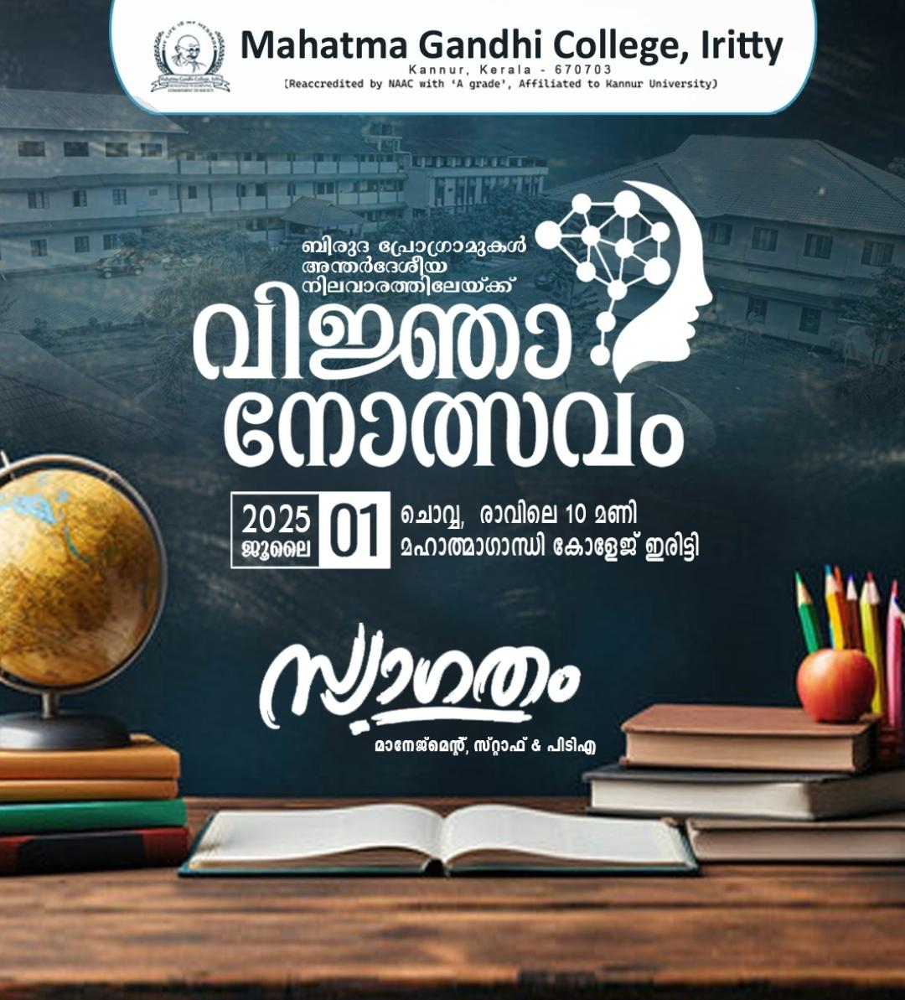 Mahatma Gandhi College, Iritty
Kannur, Kerala - 670703
(Reaccredited by NAAC with ‘A grade’, Affiliated to Kannur University)
ബിരുദ പ്രോഗ്രാമുകൾ
അന്തർദേശീയ
നിലവാരത്തിലേയ്ക്ക്
വിജ്ഞാ
നോത്സവം
2025
ജൂലൈ
01
ചൊവ്വ, രാവിലെ 10 മണി
മഹാത്മാഗാന്ധി കോളേജ് ഇരിട്ടി
സ്വാഗതം
മാനേജ്മെന്റ്, സ്റ്റാഫ് & പിടിഎ